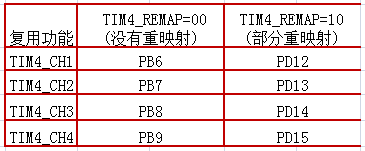 复用功能 TIM4_REMAP=00 TIM4_REMAP=10
(没有重映射) (部分重映射)
TIM4_CH1 PB6 PD12
TIM4_CH2 PB7 PD13
TIM4_CH3 PB8 PD14
TIM4_CH4 PB9 PD15